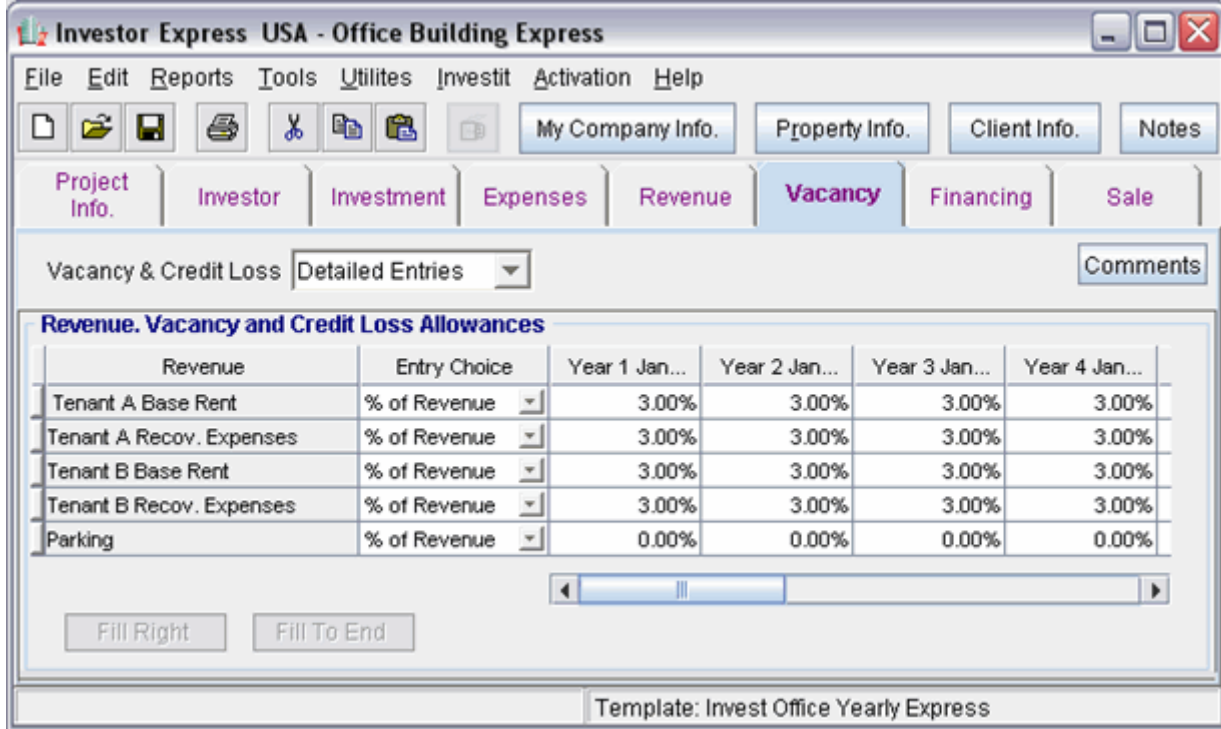 Investor Express USA - Office Building Express
File Edit Reports Tools Utilites Investit Activation Help
My Company Info. Property Info. Client Info. Notes
Project Info. Investor Investment Expenses Revenue Vacancy Financing Sale
Vacancy & Credit Loss Detailed Entries Comments
Revenue. Vacancy and Credit Loss Allowances
Revenue Entry Choice Year 1 Jan... Year 2 Jan... Year 3 Jan... Year 4 Jan...
Tenant A Base Rent % of Revenue 3.00% 3.00% 3.00% 3.00%
Tenant A Recov. Expenses % of Revenue 3.00% 3.00% 3.00% 3.00%
Tenant B Base Rent % of Revenue 3.00% 3.00% 3.00% 3.00%
Tenant B Recov. Expenses % of Revenue 3.00% 3.00% 3.00% 3.00%
Parking % of Revenue 0.00% 0.00% 0.00% 0.00%
Fill Right Fill To End
Template: Invest Office Yearly Express